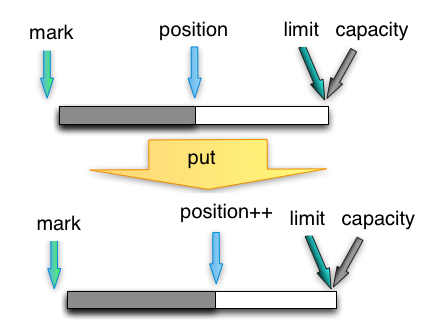 mark position limit capacity
put
mark position++ limit capacity